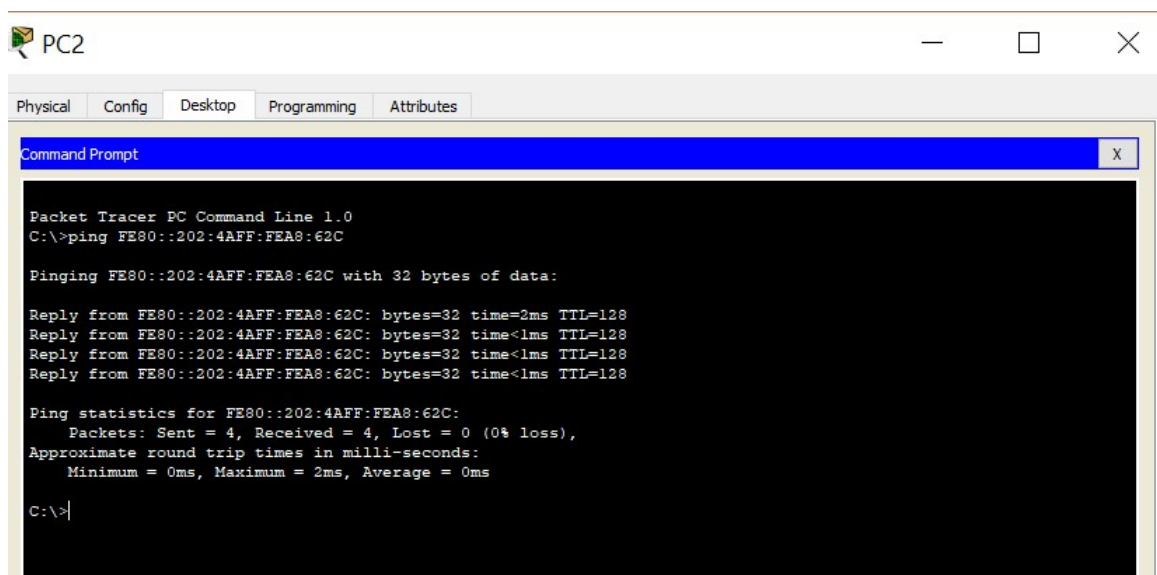 PC2
Physical Config Desktop Programming Attributes
Command Prompt X
Packet Tracer PC Command Line 1.0
C:\>ping FE80::202:4AFF:FEA8:62C
Pinging FE80::202:4AFF:FEA8:62C with 32 bytes of data:
Reply from FE80::202:4AFF:FEA8:62C: bytes=32 time=2ms TTL=128
Reply from FE80::202:4AFF:FEA8:62C: bytes=32 time<1ms TTL=128
Reply from FE80::202:4AFF:FEA8:62C: bytes=32 time<1ms TTL=128
Reply from FE80::202:4AFF:FEA8:62C: bytes=32 time<1ms TTL=128
Ping statistics for FE80::202:4AFF:FEA8:62C:
Packets: Sent = 4, Received = 4, Lost = 0 (0% loss),
Approximate round trip times in milli-seconds:
Minimum = 0ms, Maximum = 2ms, Average = 0ms
C:\>